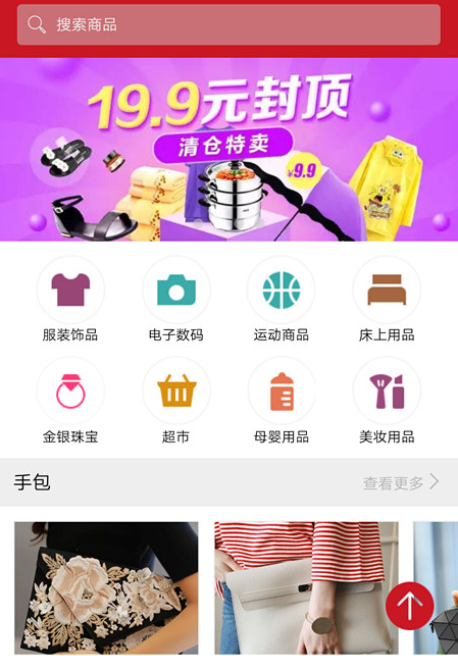 搜索商品
19.9元封顶
清仓特卖
¥9.9
服装饰品 电子数码 运动商品 床上用品
金银珠宝 超市 母婴用品 美妆用品
手包 查看更多